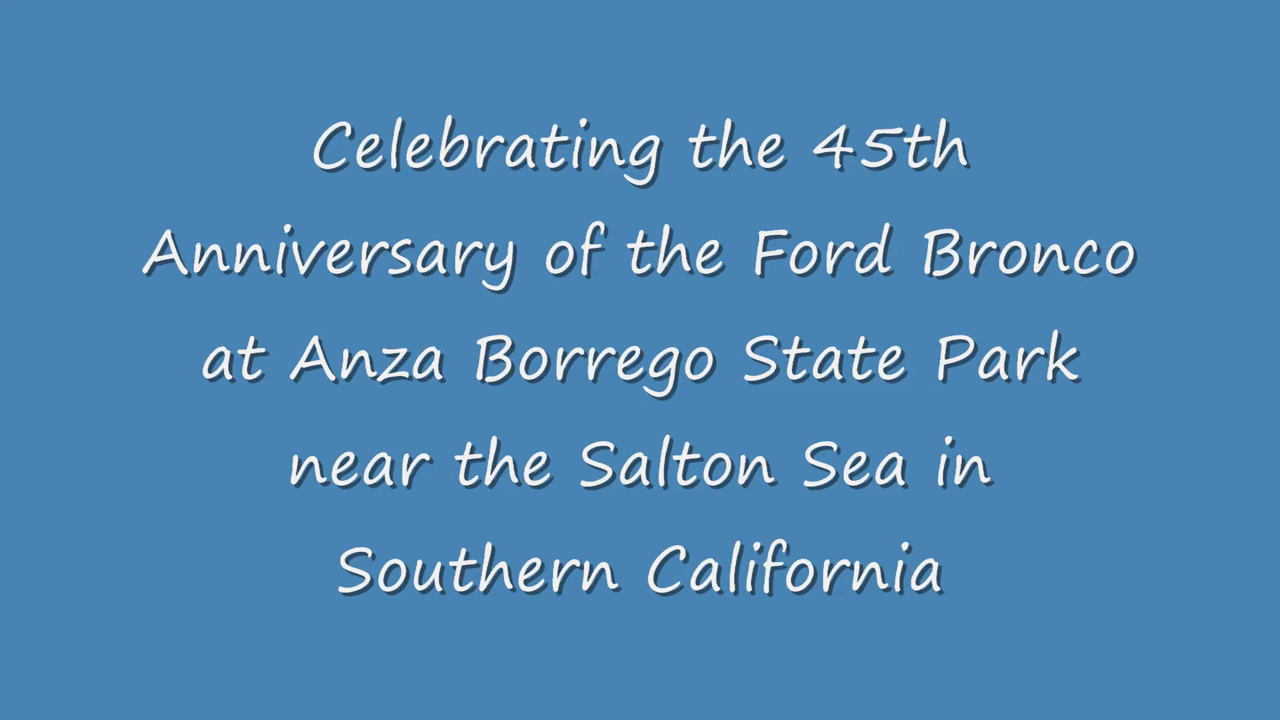 Celebrating the 45th
Anniversary of the Ford Bronco
at Anza Borrego State Park
near the Salton Sea in
Southern California